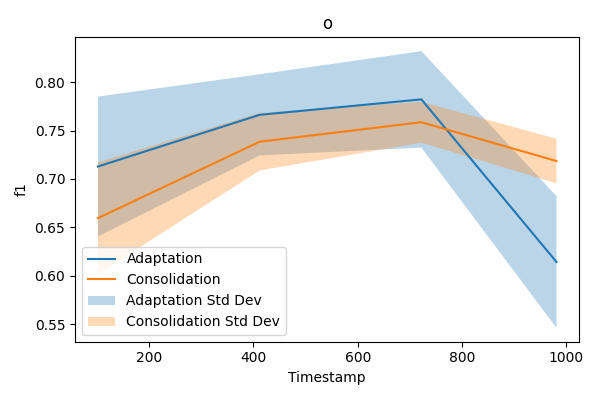 o
f1
0.80
0.75
0.70
0.65
0.60
0.55
Adaptation
Consolidation
Adaptation Std Dev
Consolidation Std Dev
200
400
600
800
1000
Timestamp